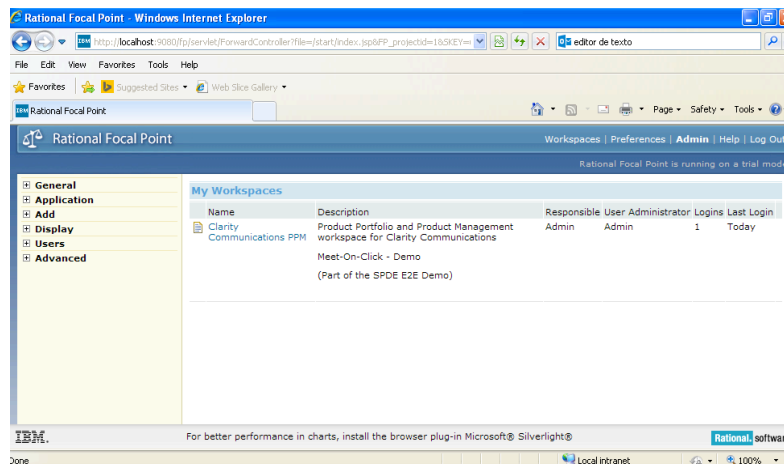 Rational Focal Point - Windows Internet Explorer
http://localhost:9080/fp/servlet/ForwardController?file=/start/index.jsp&FP_projectid=1&SKEY=
editor de texto
File Edit View Favorites Tools Help
Favorites Suggested Sites Web Slice Gallery
Rational Focal Point
Page Safety Tools
Rational Focal Point
Workspaces | Preferences | Admin | Help | Log Out
Rational Focal Point is running on a trial mode
General
Application
Add
Display
Users
Advanced
My Workspaces
Name Description Responsible User Administrator Logins Last Login
Clarity Product Portfolio and Product Management Admin Admin 1 Today
Communications PPM workspace for Clarity Communications
Meet-On-Click - Demo
(Part of the SPDE E2E Demo)
IBM.
For better performance in charts, install the browser plug-in Microsoft® Silverlight®
Rational. softwar
Done
Local intranet
100%